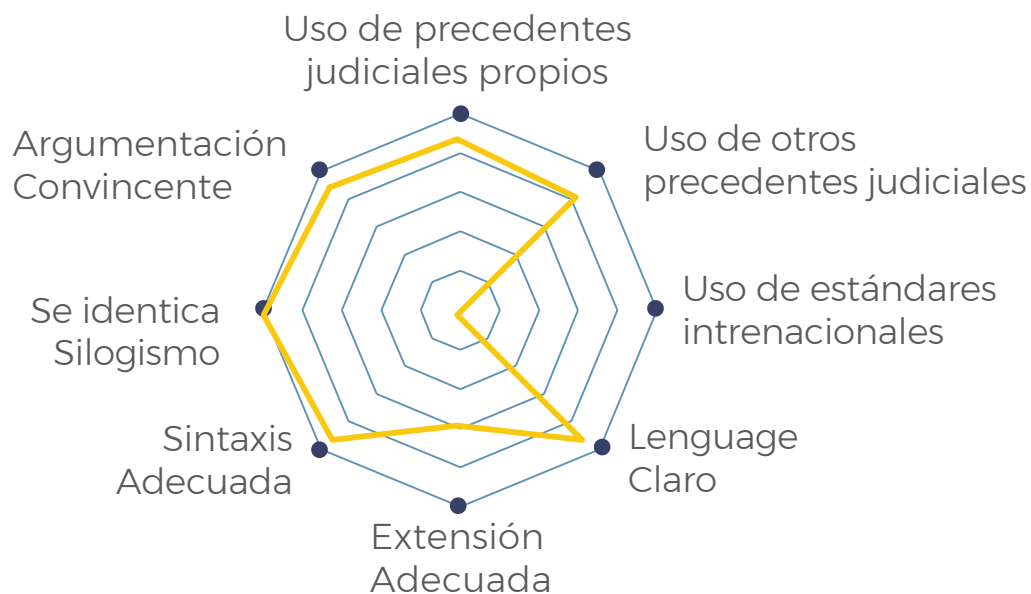 Uso de precedentes
judiciales propios
Uso de otros
precedentes judiciales
Uso de estándares
intrenacionales
Lenguage
Claro
Extensión
Adecuada
Sintaxis
Adecuada
Se identica
Silogismo
Argumentación
Convincente